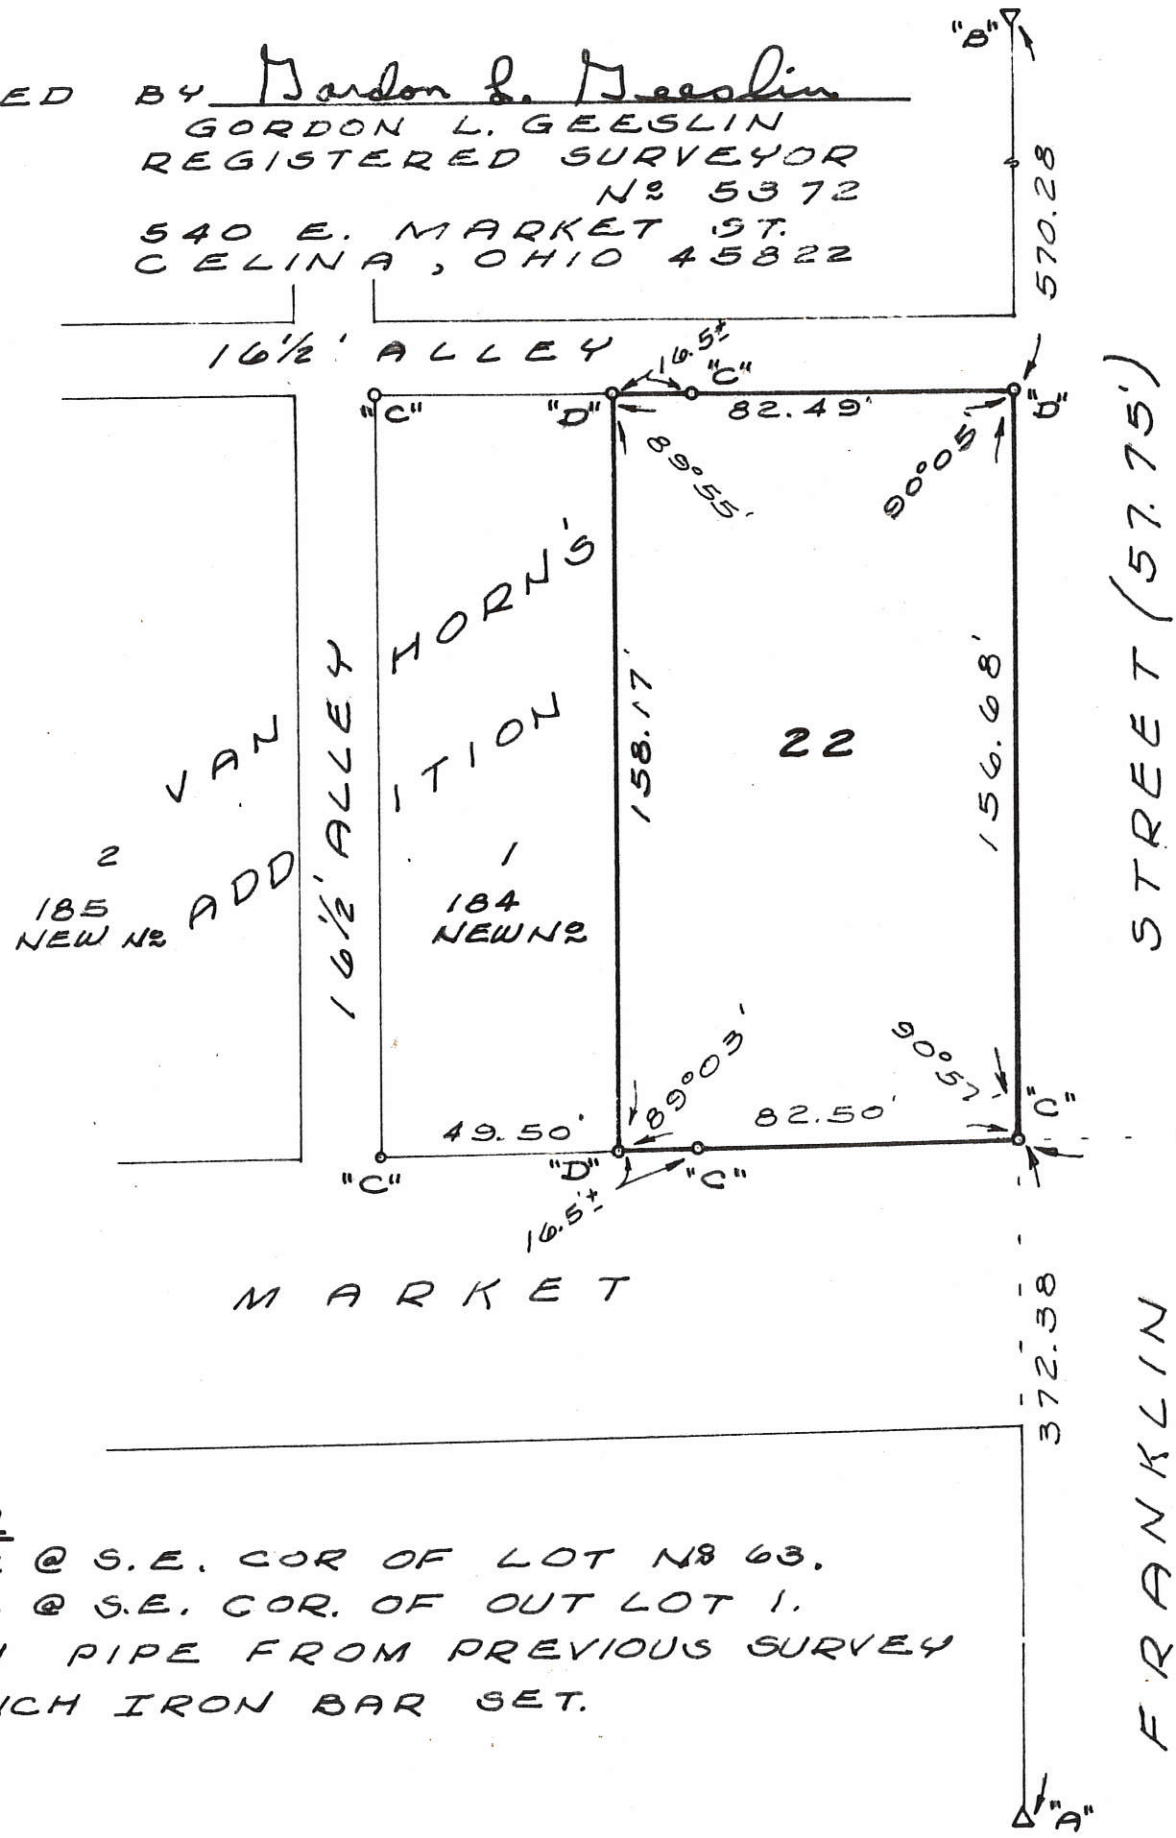 ED BY Gordon L. Geeslin
GORDON L. GEESLIN
REGISTERED SURVEYOR
Nº 5372
540 E. MARKET ST.
CELINA, OHIO 45822
"B"
570.28
16½' ALLEY
16.5'±
"C"
"D"
"C"
82.49'
"D"
89°55'
90°05'
STREET (57.75')
VAN HORN'S
ADDITION
16½' ALLEY
158.17'
22
156.68'
2
185
NEW Nº
1
184
NEW Nº
89°03'
90°57'
49.50'
82.50'
"C"
"C"
"D"
"C"
16.5'±
MARKET
372.38
FRANKLIN
@ S.E. COR OF LOT Nº 63.
@ S.E. COR. OF OUT LOT 1.
PIPE FROM PREVIOUS SURVEY
NCH IRON BAR SET.
"A"